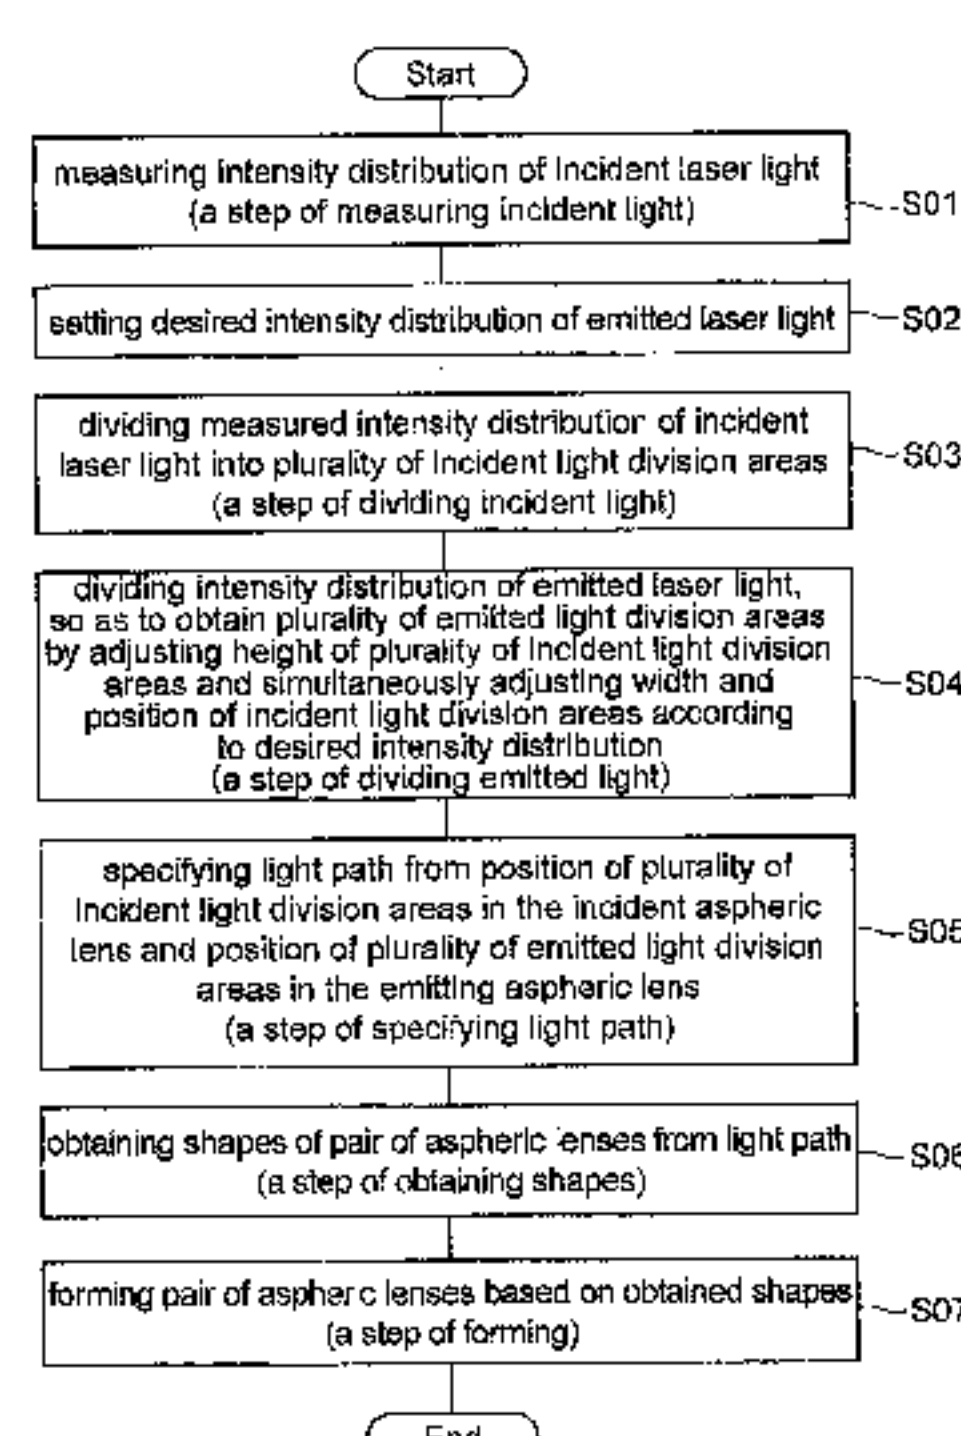 Start
measuring intensity distribution of incident laser light
(a step of measuring incident light)
S01
setting desired intensity distribution of emitted laser light
S02
dividing measured intensity distribution of incident
laser light into plurality of incident light division areas
(a step of dividing incident light)
S03
dividing intensity distribution of emitted laser light,
so as to obtain plurality of emitted light division areas
by adjusting height of plurality of incident light division
areas and simultaneously adjusting width and
position of incident light division areas according
to desired intensity distribution
(a step of dividing emitted light)
S04
specifying light path from position of plurality of
incident light division areas in the incident aspheric
lens and position of plurality of emitted light division
areas in the emitting aspheric lens
(a step of specifying light path)
S05
obtaining shapes of pair of aspheric lenses from light path
(a step of obtaining shapes)
S06
forming pair of aspheric lenses based on obtained shapes
(a step of forming)
S07
End